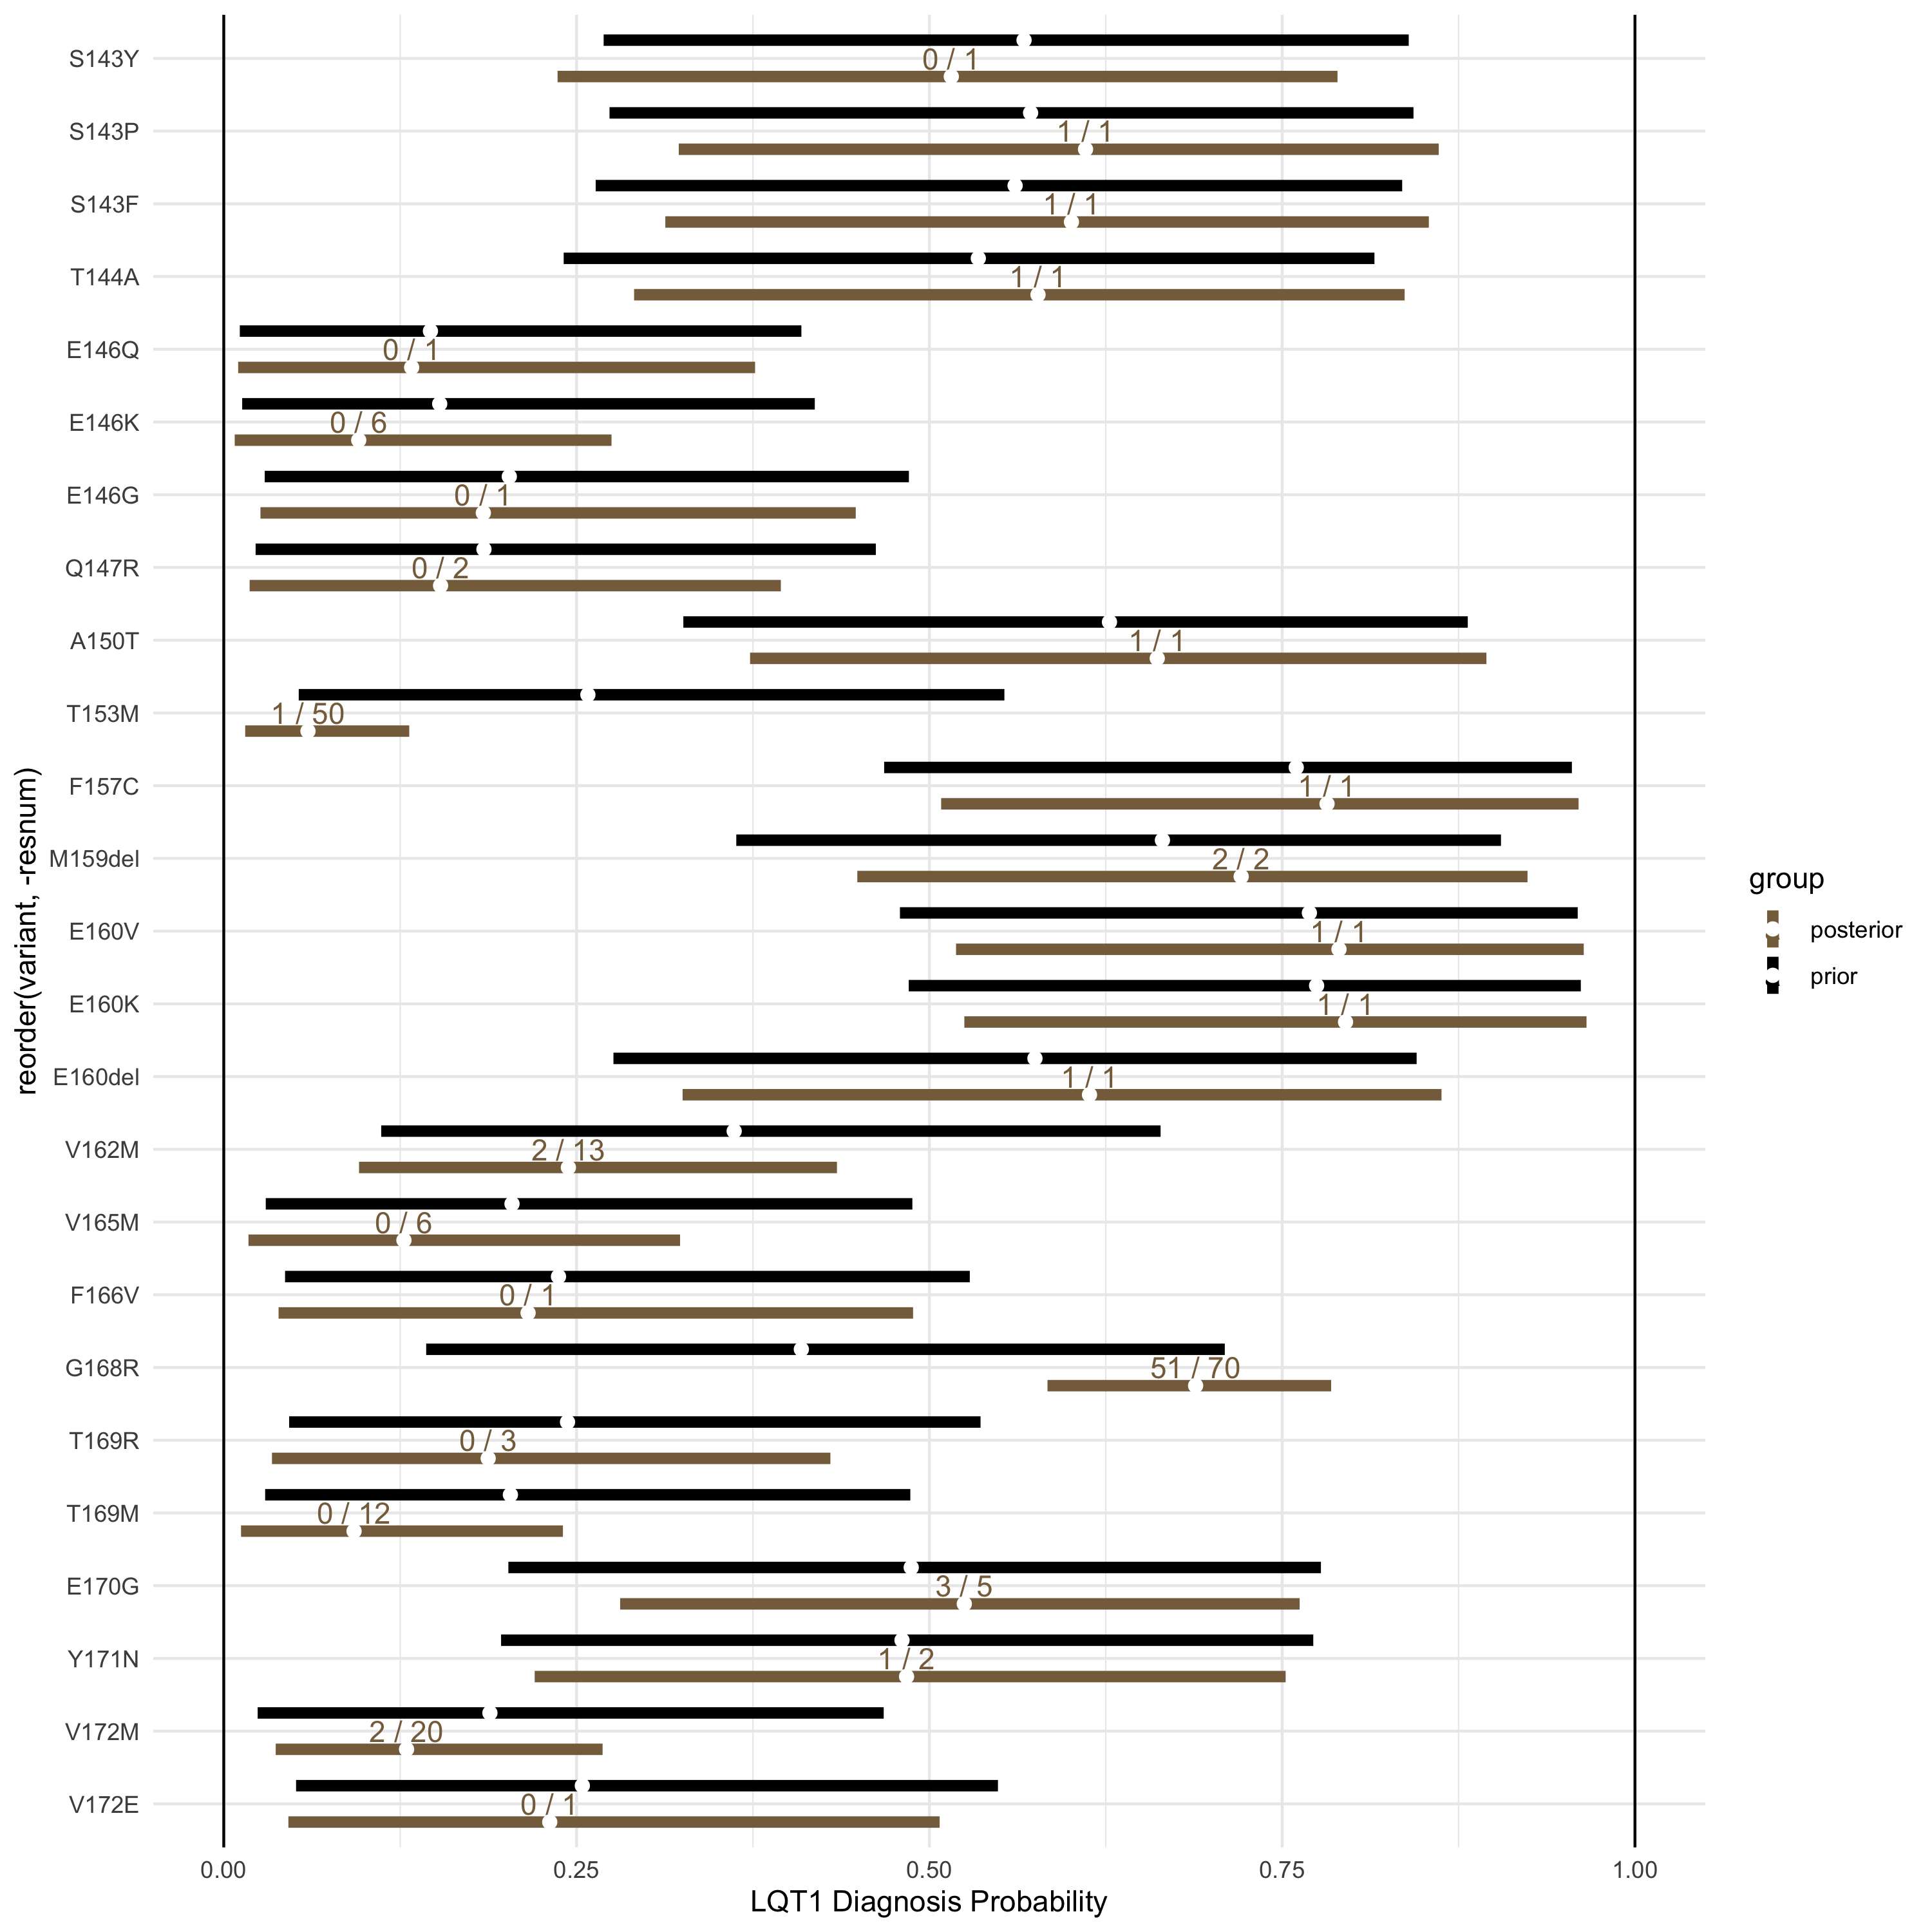 S143Y
0 / 1
S143P
1 / 1
S143F
1 / 1
T144A
1 / 1
E146Q
0 / 1
E146K
0 / 6
E146G
0 / 1
Q147R
0 / 2
A150T
1 / 1
T153M
1 / 50
F157C
1 / 1
M159del
2 / 2
E160V
1 / 1
E160K
1 / 1
E160del
1 / 1
V162M
2 / 13
V165M
0 / 6
F166V
0 / 1
G168R
51 / 70
T169R
0 / 3
T169M
0 / 12
E170G
3 / 5
Y171N
1 / 2
V172M
2 / 20
V172E
0 / 1
reorder(variant, -resnum)
0.00 0.25 0.50 0.75 1.00
LQT1 Diagnosis Probability
group
posterior
prior